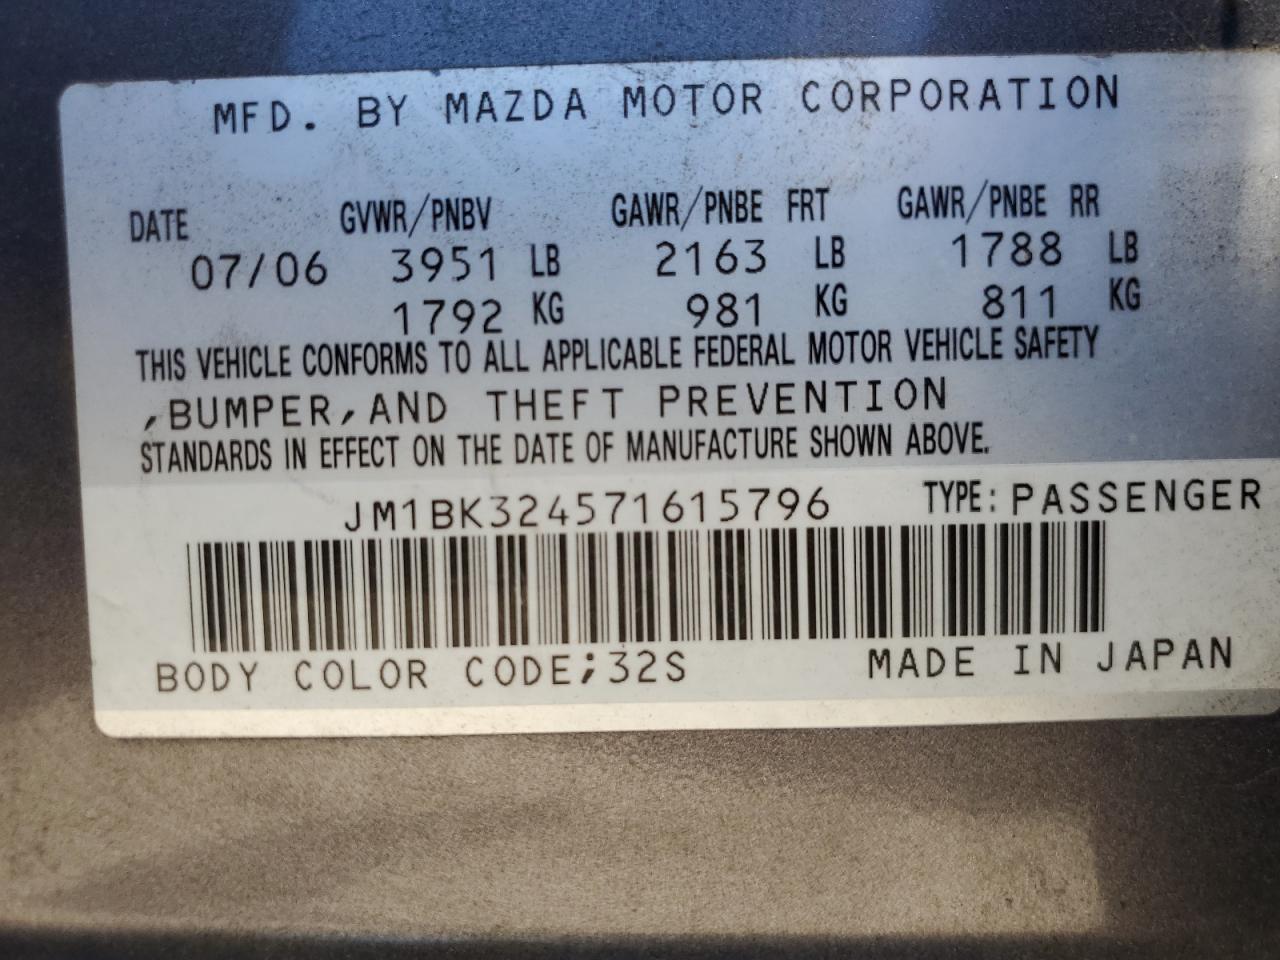 MFD. BY MAZDA MOTOR CORPORATION
DATE GVWR/PNBV GAWR/PNBE FRT GAWR/PNBE RR
07/06 3951 LB 2163 LB 1788 LB
1792 KG 981 KG 811 KG
THIS VEHICLE CONFORMS TO ALL APPLICABLE FEDERAL MOTOR VEHICLE SAFETY
,BUMPER,AND THEFT PREVENTION
STANDARDS IN EFFECT ON THE DATE OF MANUFACTURE SHOWN ABOVE.
JM1BK324571615796 TYPE: PASSENGER
BODY COLOR CODE;32S MADE IN JAPAN